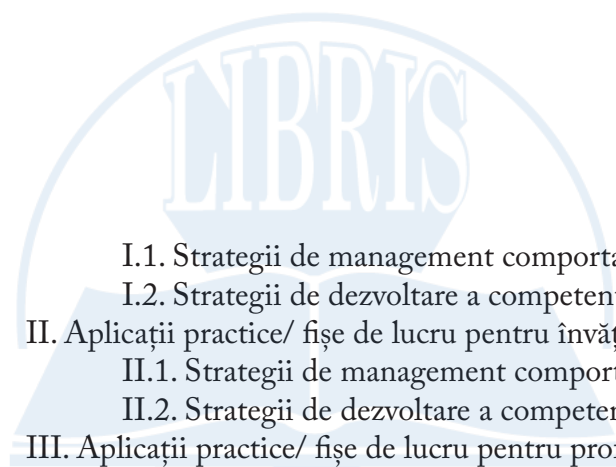 LIBRIS
I.1. Strategii de management comporta
I.2. Strategii de dezvoltare a competen
II. Aplicații practice/ fișe de lucru pentru învăț
II.1. Strategii de management comport
II.2. Strategii de dezvoltare a competen
III. Aplicații practice/ fișe de lucru pentru pro